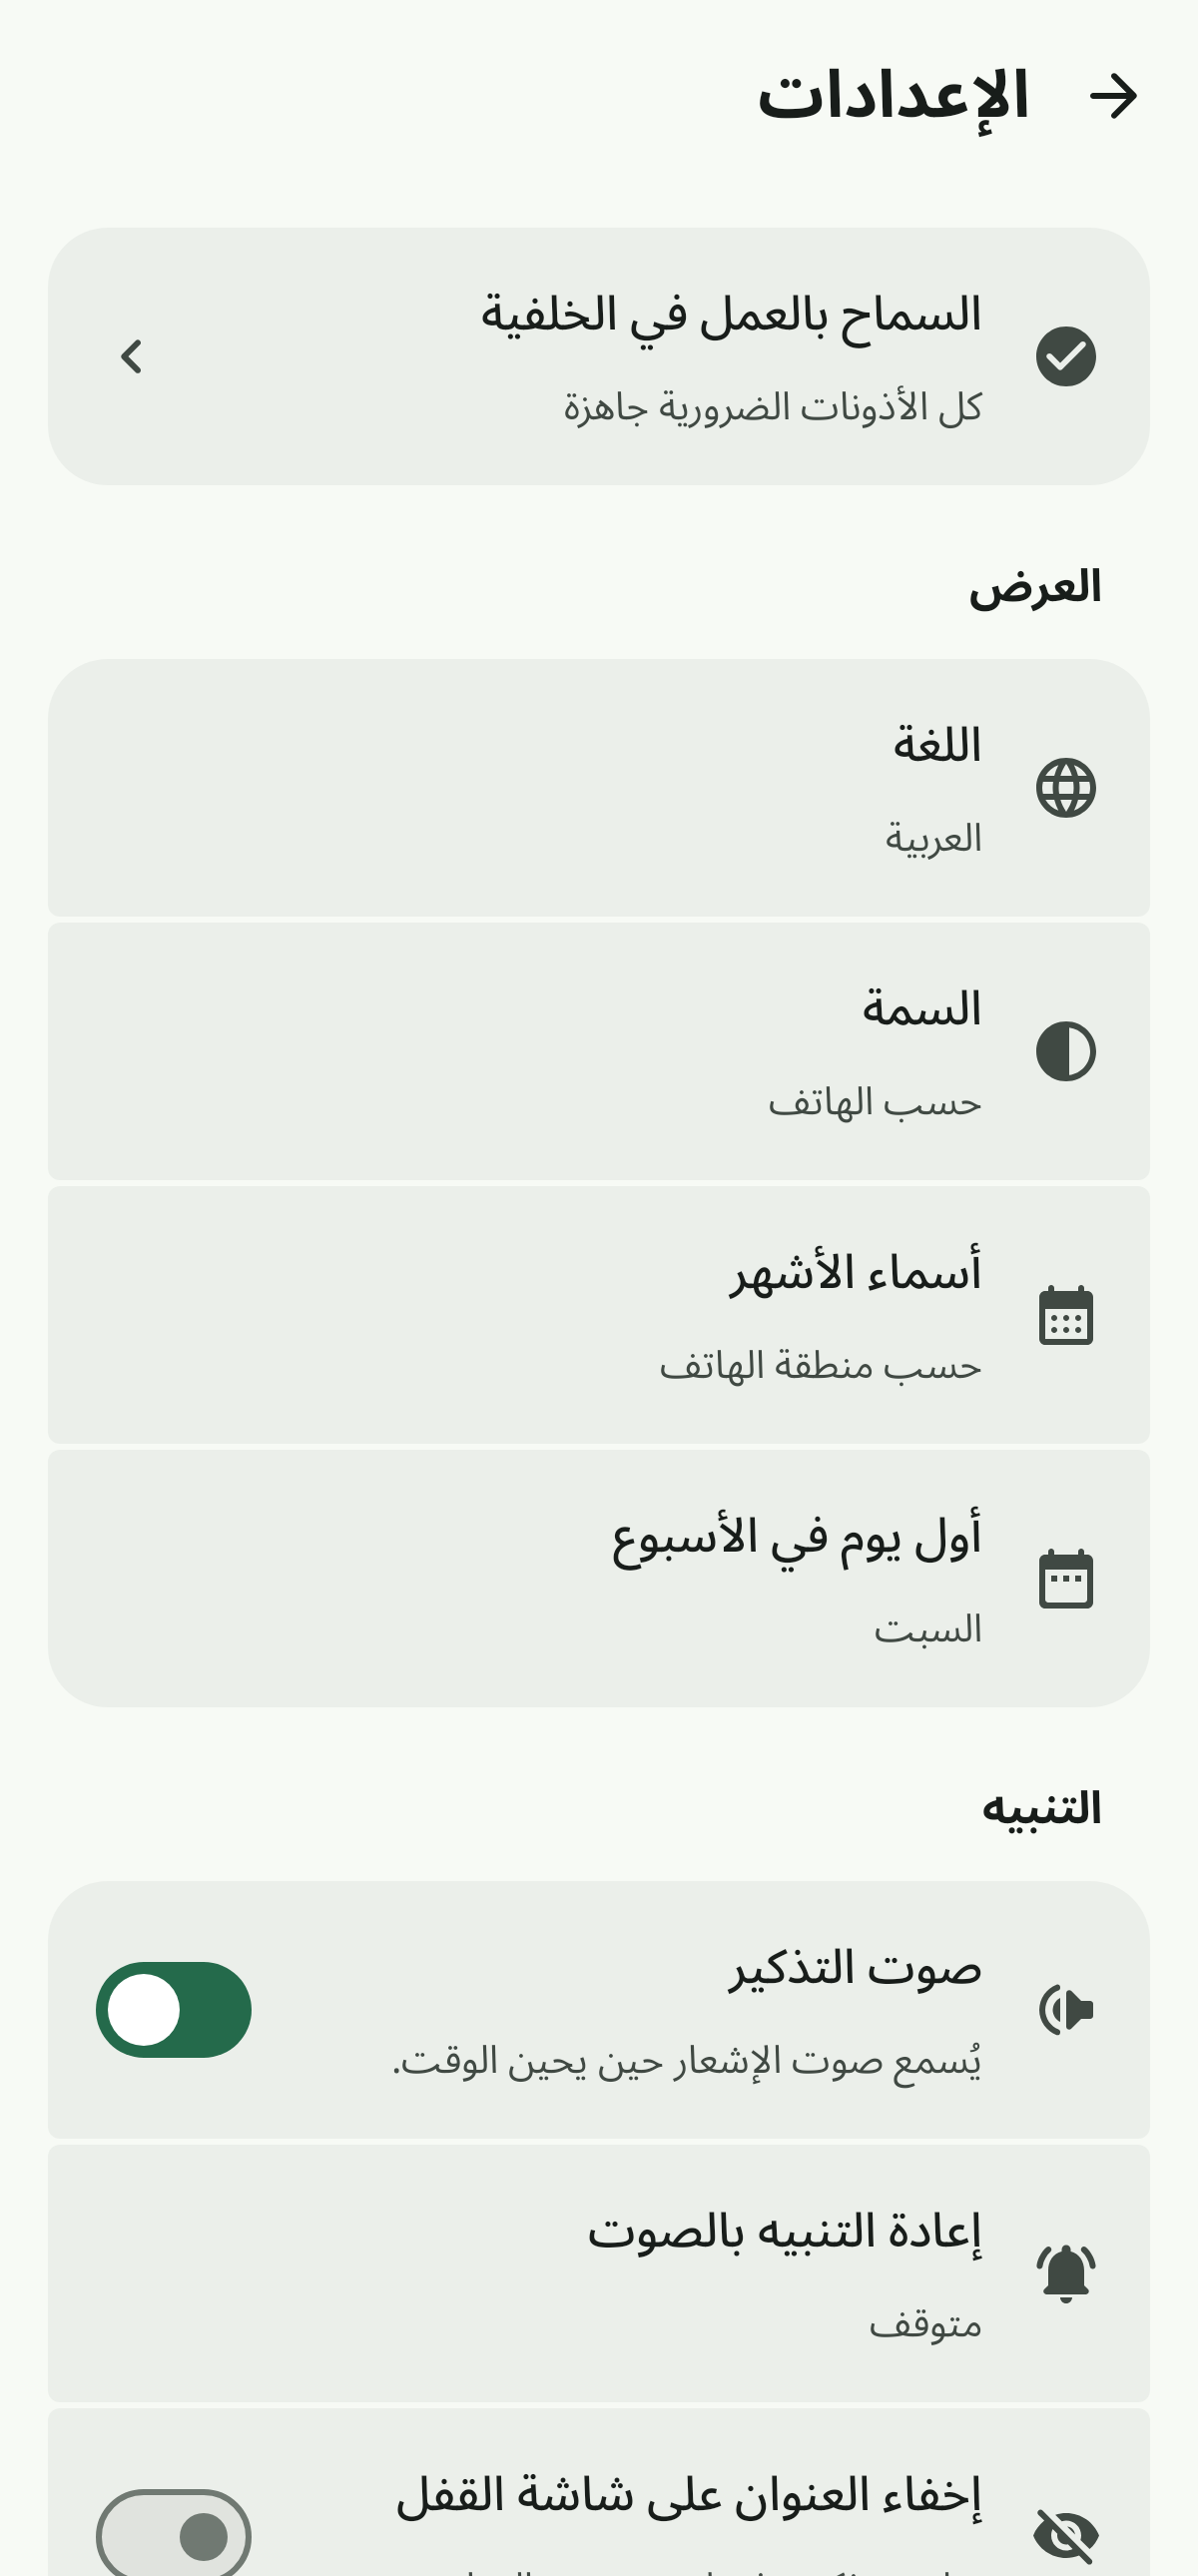 الإعدادات
السماح بالعمل في الخلفية
كل الأذونات الضرورية جاهزة
العرض
اللغة
العربية
السمة
حسب الهاتف
أسماء الأشهر
حسب منطقة الهاتف
أول يوم في الأسبوع
السبت
التنبيه
صوت التذكير
يُسمع صوت الإشعار حين يحين الوقت.
إعادة التنبيه بالصوت
متوقف
إخفاء العنوان على شاشة القفل